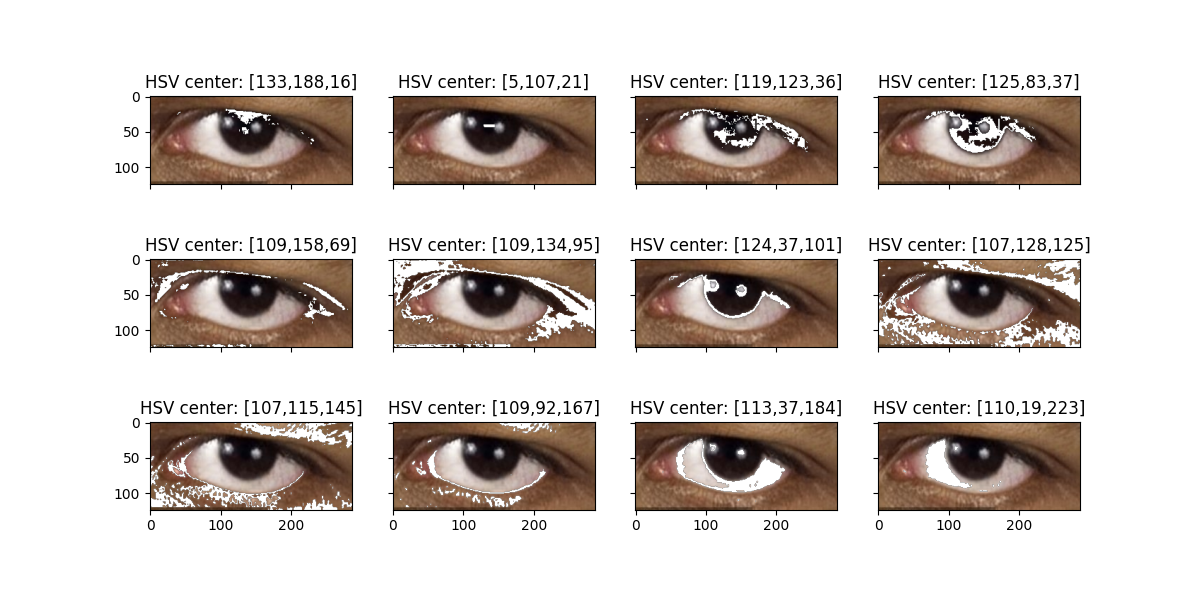 HSV center: [133,188,16] HSV center: [5,107,21] HSV center: [119,123,36] HSV center: [125,83,37]
0
50
100
HSV center: [109,158,69] HSV center: [109,134,95] HSV center: [124,37,101] HSV center: [107,128,125]
0
50
100
HSV center: [107,115,145] HSV center: [109,92,167] HSV center: [113,37,184] HSV center: [110,19,223]
0
50
100
0 100 200 0 100 200 0 100 200 0 100 200